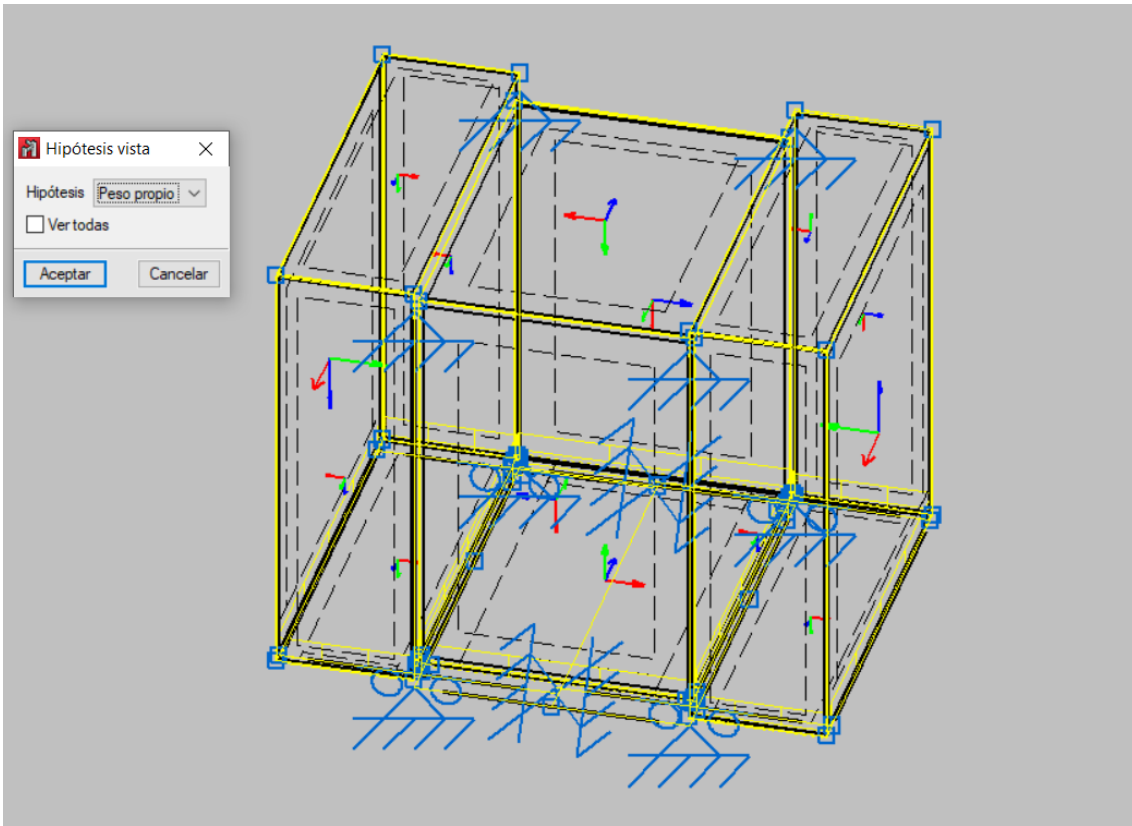 Hipótesis vista
Hipótesis Peso propio
Ver todas
Aceptar Cancelar